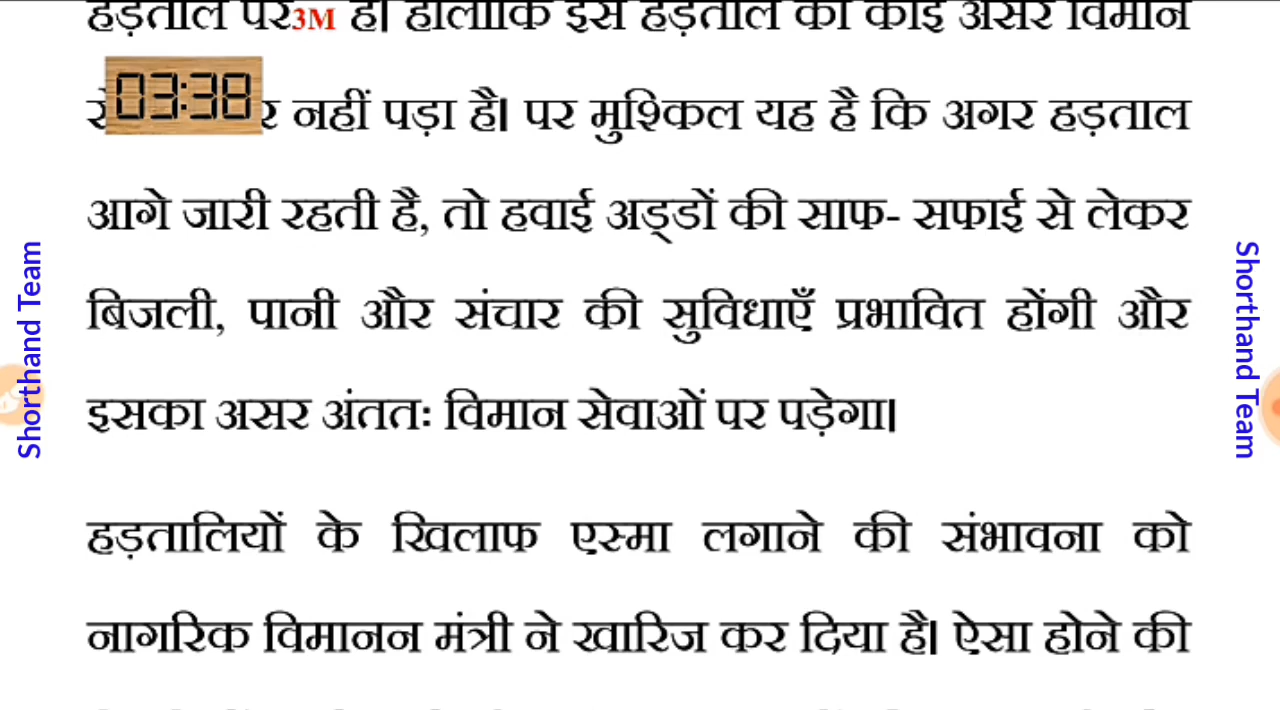 हड़ताल पर3M है। हालांकि इस हड़ताल का कोई असर विमान
03:38
नहीं पड़ा है। पर मुश्किल यह है कि अगर हड़ताल
आगे जारी रहती है, तो हवाई अड्डों की साफ- सफाई से लेकर
बिजली, पानी और संचार की सुविधाएँ प्रभावित होंगी और
इसका असर अंततः विमान सेवाओं पर पड़ेगा।
हड़तालियों के खिलाफ एस्मा लगाने की संभावना को
नागरिक विमानन मंत्री ने खारिज कर दिया है। ऐसा होने की
Shorthand Team
Shorthand Team